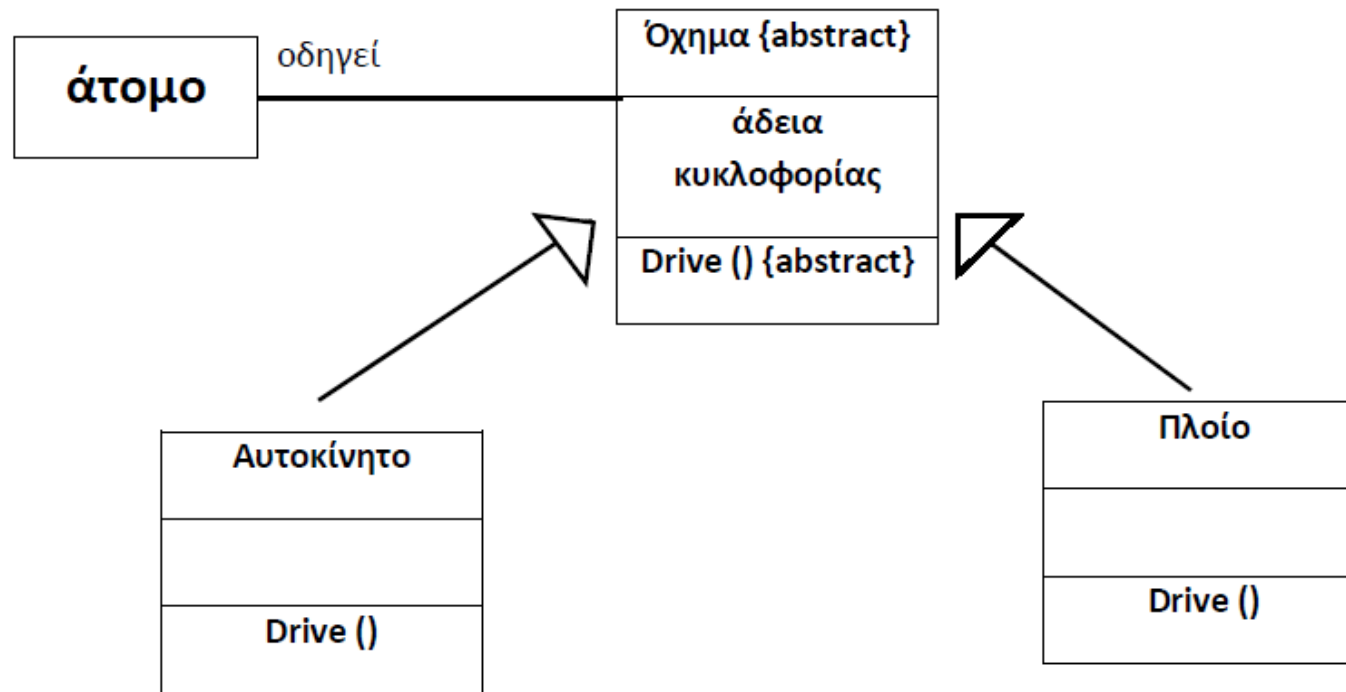 άτομο
οδηγεί
Όχημα {abstract}
άδεια
κυκλοφορίας
Drive () {abstract}
Αυτοκίνητο
Drive ()
Πλοίο
Drive ()